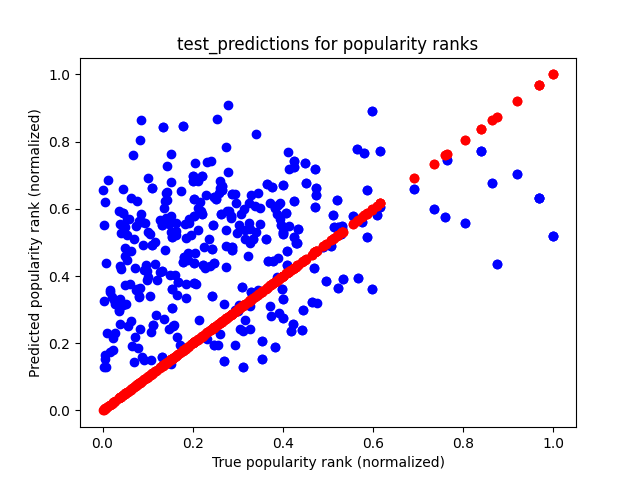 test_predictions for popularity ranks
1.0
0.8
0.6
0.4
0.2
0.0
Predicted popularity rank (normalized)
0.0 0.2 0.4 0.6 0.8 1.0
True popularity rank (normalized)